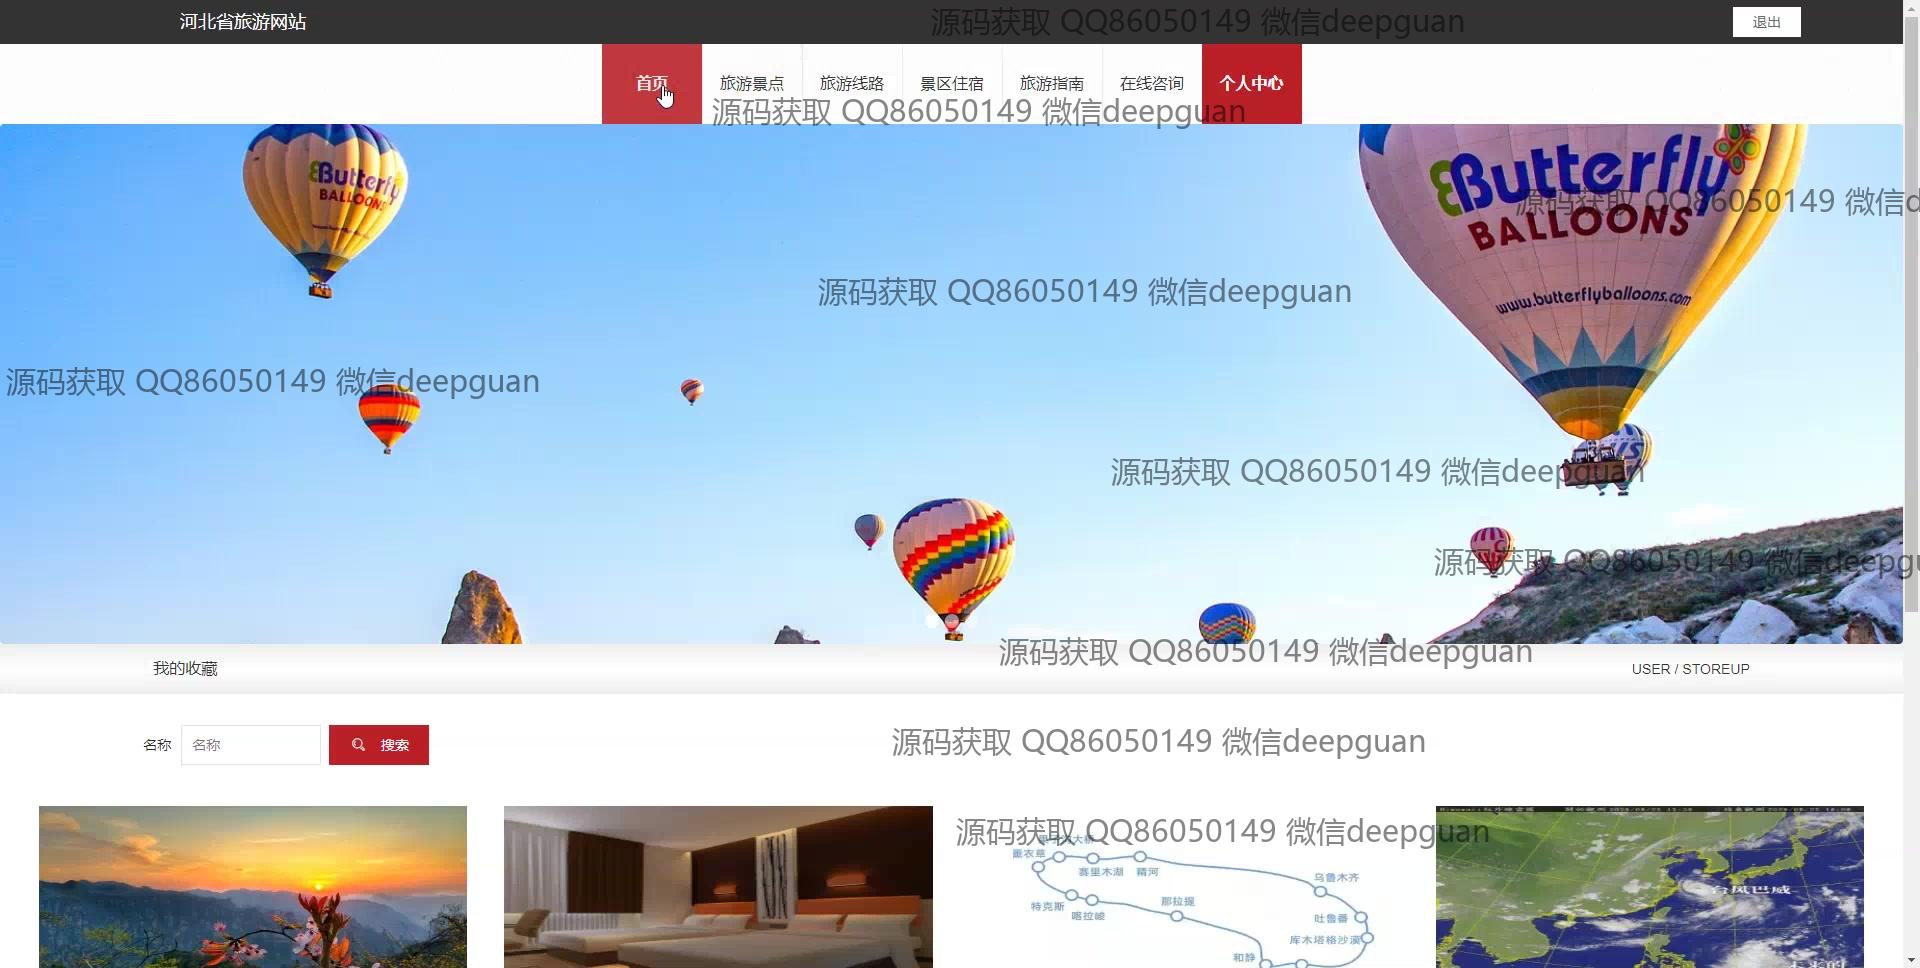 河北省旅游网站
源码获取 QQ86050149 微信deepguan
退出
首页
旅游景点
旅游线路
景区住宿
旅游指南
在线咨询
个人中心
源码获取 QQ86050149 微信deepguan
Butterfly
BALLOONS
Butterfly
BALLOONS
www.butterflyballoons.com
源码获取 QQ86050149 微信d
源码获取 QQ86050149 微信deepguan
源码获取 QQ86050149 微信deepguan
源码获取 QQ86050149 微信deepguan
源码获取 QQ86050149 微信deepgu
源码获取 QQ86050149 微信deepguan
我的收藏
USER / STOREUP
名称
名称
搜索
源码获取 QQ86050149 微信deepguan
源码获取 QQ86050149 微信deepguan
薰衣草
赛里木湖
精河
乌鲁木齐
特克斯
喀拉峻
那拉提
吐鲁番
库木塔格沙漠
和静
台风巴威